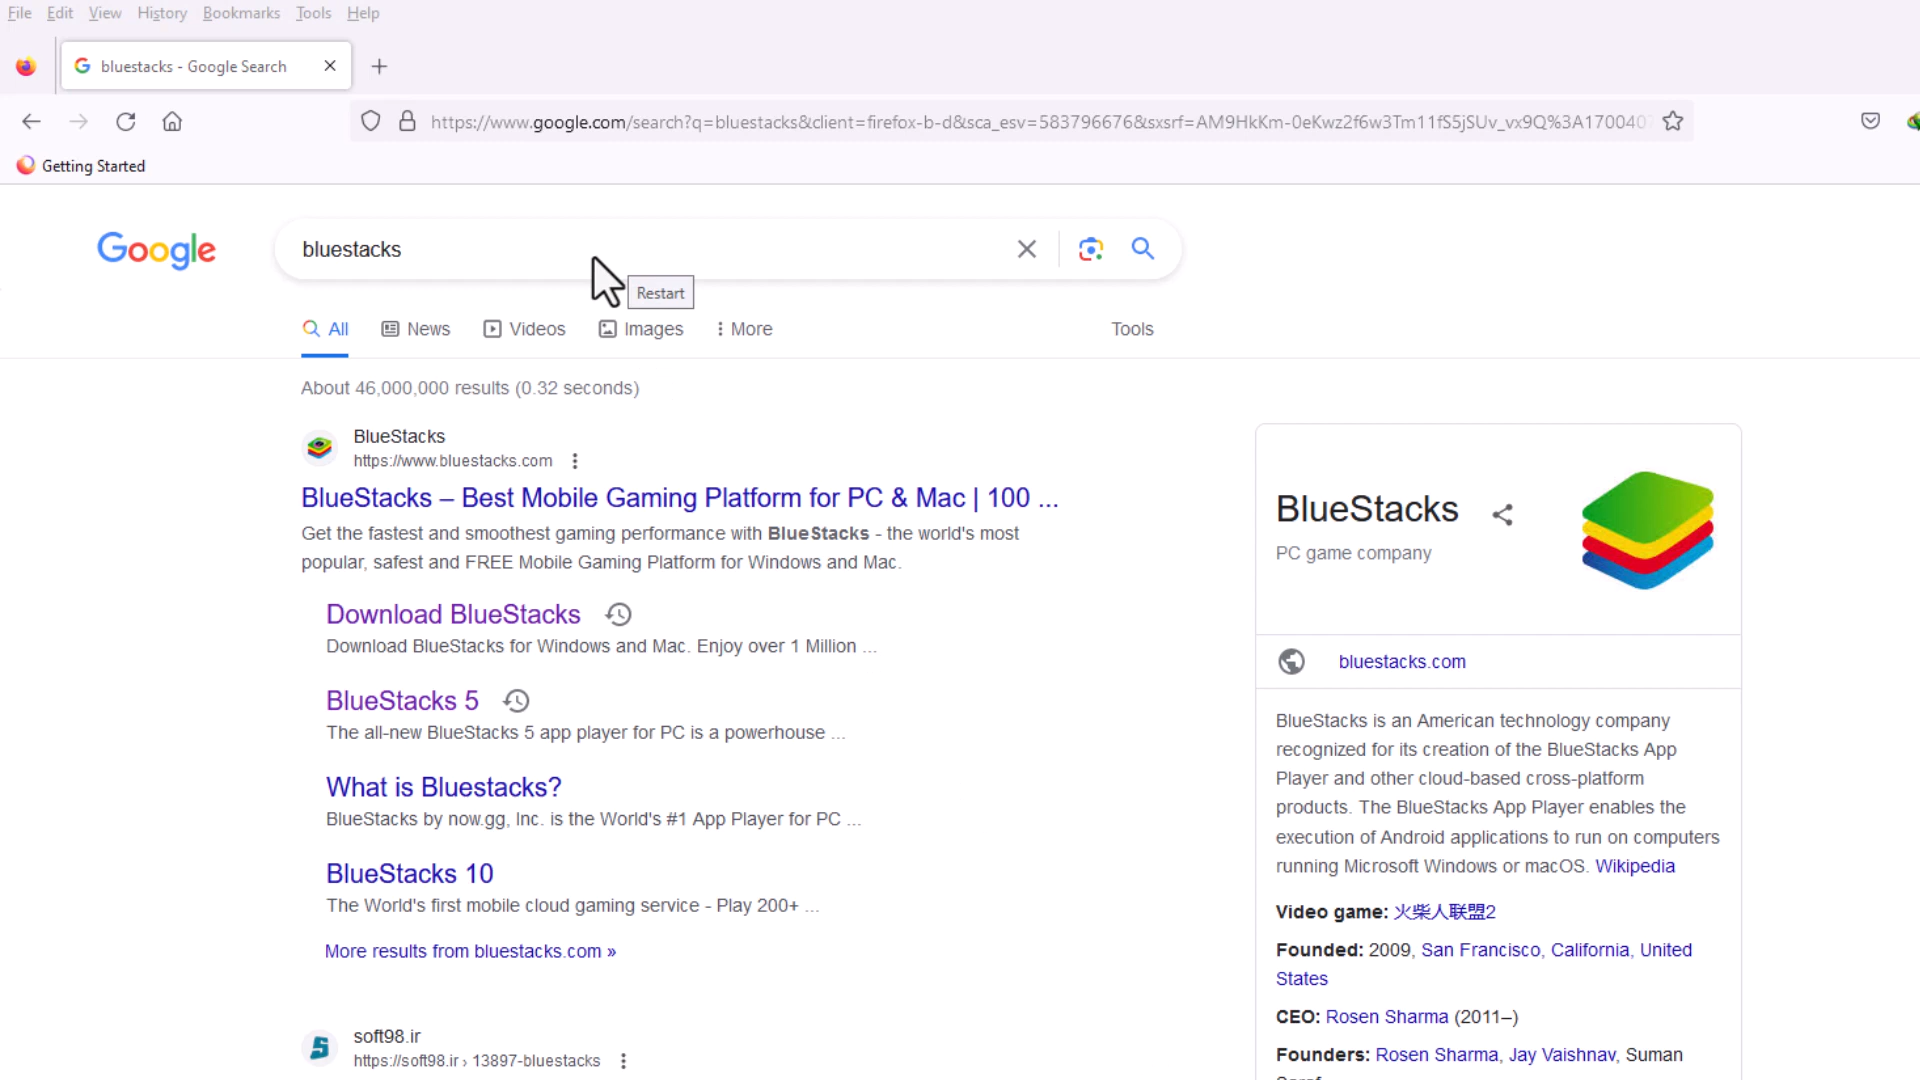 File Edit View History Bookmarks Tools Help
bluestacks - Google Search
https://www.google.com/search?q=bluestacks&client=firefox-b-d&sca_esv=583796676&sxsrf=AM9HkKm-0eKwz2f6w3Tm11fS5jSUv_vx9Q%3A170040
Getting Started
Google
bluestacks
Restart
All News Videos Images More Tools
About 46,000,000 results (0.32 seconds)
BlueStacks
https://www.bluestacks.com
BlueStacks – Best Mobile Gaming Platform for PC & Mac | 100 ...
Get the fastest and smoothest gaming performance with BlueStacks - the world's most
popular, safest and FREE Mobile Gaming Platform for Windows and Mac.
Download BlueStacks
Download BlueStacks for Windows and Mac. Enjoy over 1 Million ...
BlueStacks 5
The all-new BlueStacks 5 app player for PC is a powerhouse ...
What is Bluestacks?
BlueStacks by now.gg, Inc. is the World's #1 App Player for PC ...
BlueStacks 10
The World's first mobile cloud gaming service - Play 200+ ...
More results from bluestacks.com »
soft98.ir
https://soft98.ir › 13897-bluestacks
BlueStacks
PC game company
bluestacks.com
BlueStacks is an American technology company
recognized for its creation of the BlueStacks App
Player and other cloud-based cross-platform
products. The BlueStacks App Player enables the
execution of Android applications to run on computers
running Microsoft Windows or macOS. Wikipedia
Video game: 火柴人联盟2
Founded: 2009, San Francisco, California, United
States
CEO: Rosen Sharma (2011–)
Founders: Rosen Sharma, Jay Vaishnav, Suman